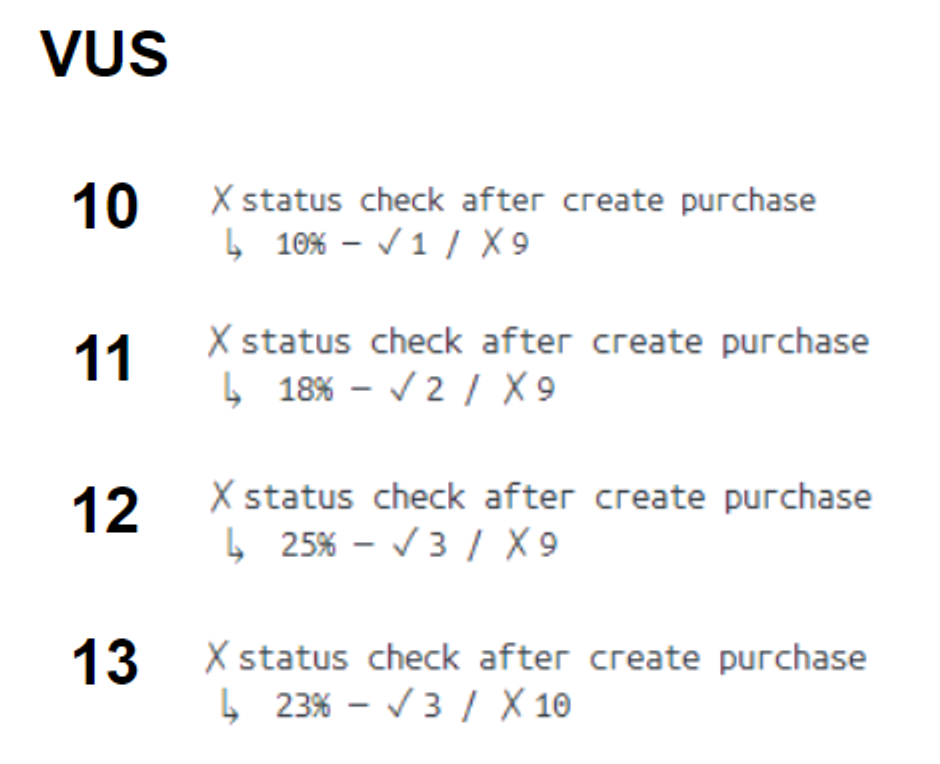 VUS
10
✗ status check after create purchase
↳ 10% — ✓ 1 / ✗ 9
11
✗ status check after create purchase
↳ 18% — ✓ 2 / ✗ 9
12
✗ status check after create purchase
↳ 25% — ✓ 3 / ✗ 9
13
✗ status check after create purchase
↳ 23% — ✓ 3 / ✗ 10